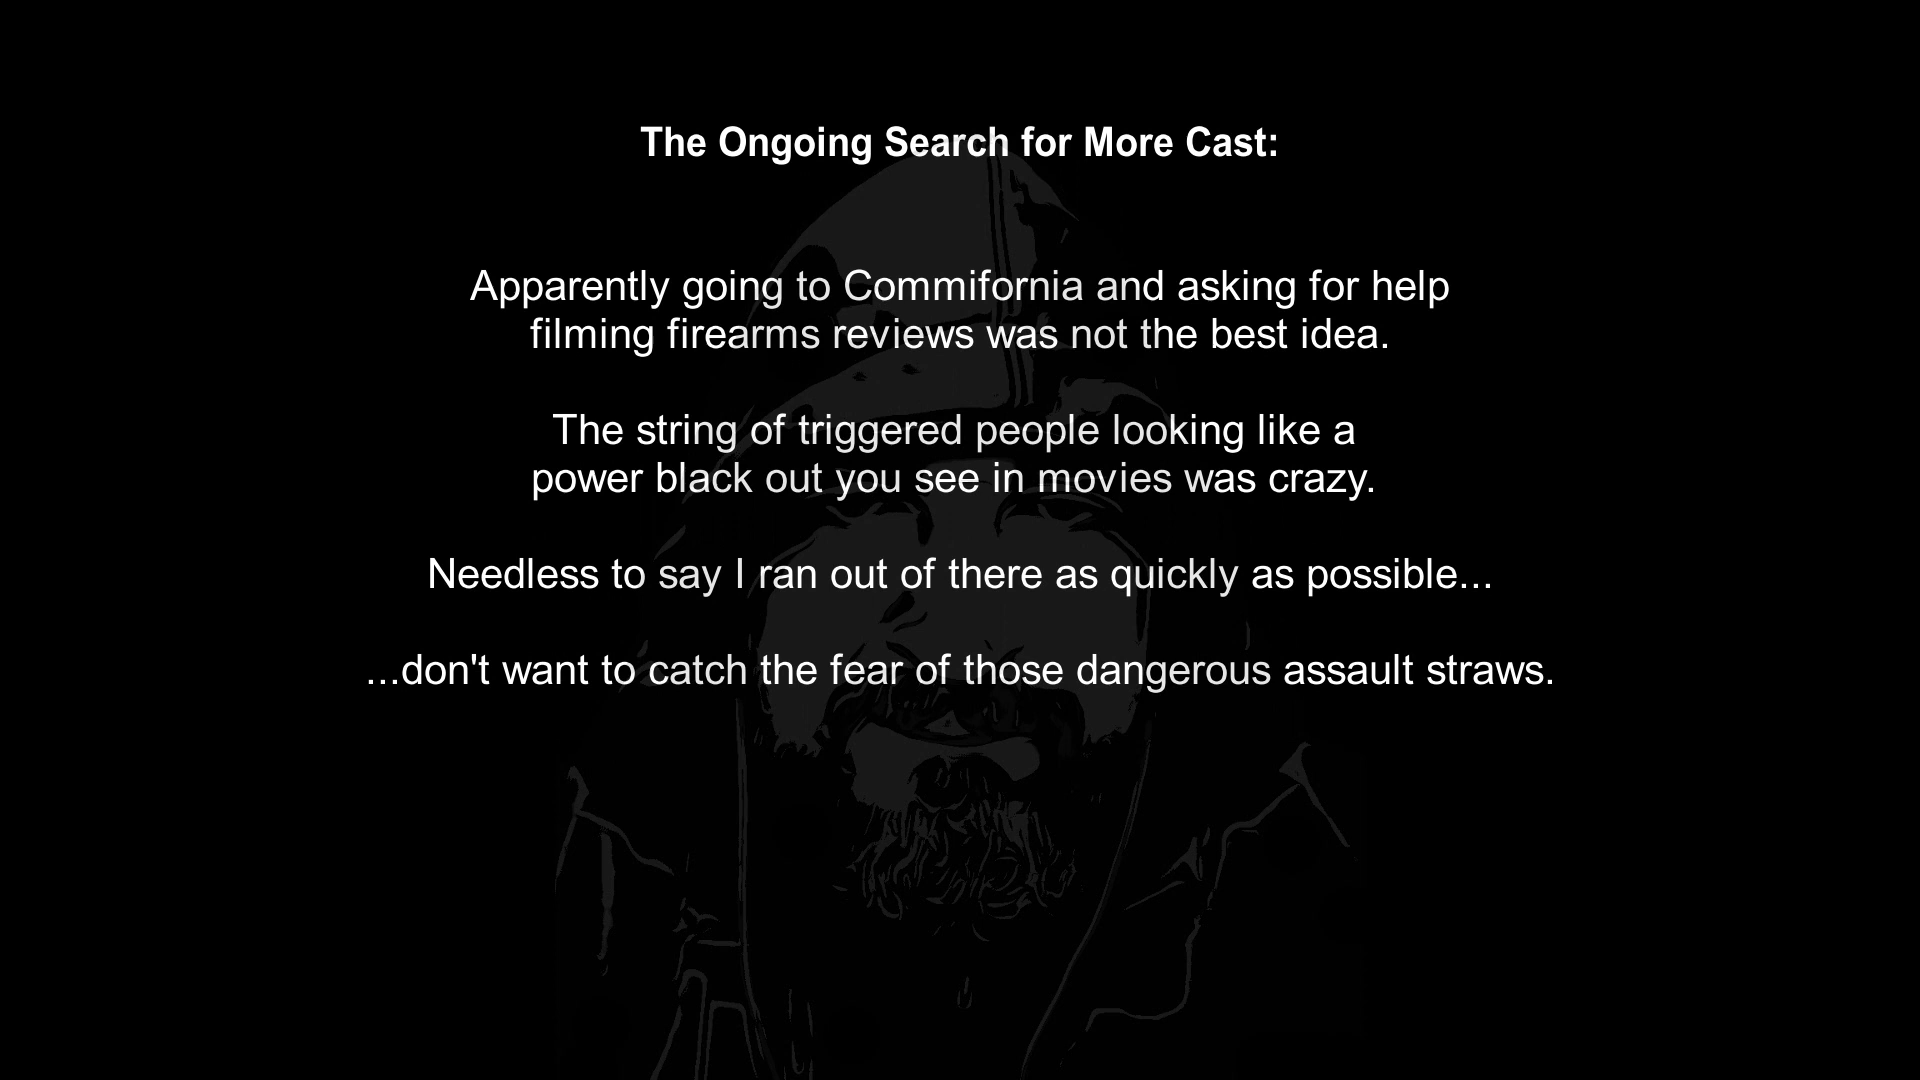 The Ongoing Search for More Cast:
Apparently going to Commifornia and asking for help
filming firearms reviews was not the best idea.
The string of triggered people looking like a
power black out you see in movies was crazy.
Needless to say I ran out of there as quickly as possible...
...don't want to catch the fear of those dangerous assault straws.